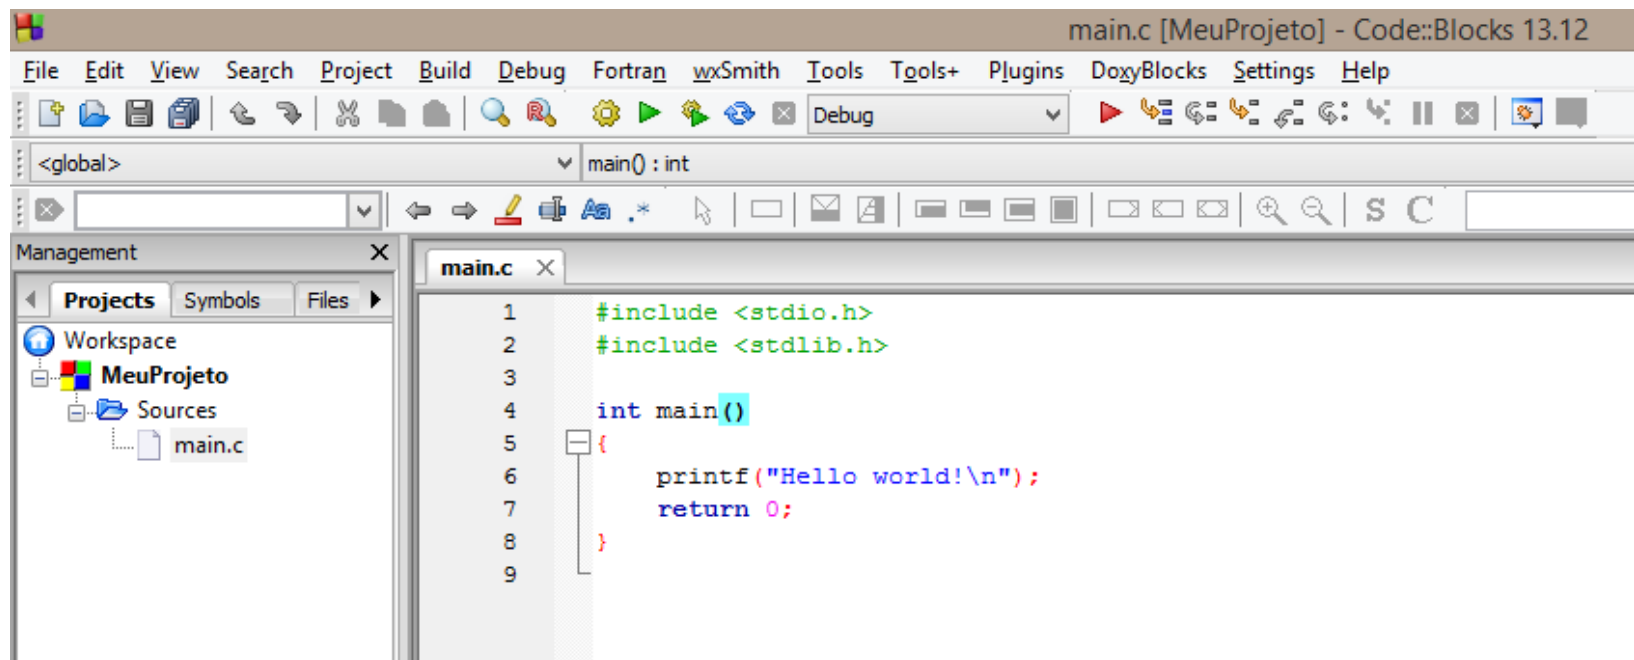 main.c [MeuProjeto] - Code::Blocks 13.12
File Edit View Search Project Build Debug Fortran wxSmith Tools Tools+ Plugins DoxyBlocks Settings Help
Debug
<global> main() : int
Aa .* S C
Management
Projects Symbols Files
Workspace
MeuProjeto
Sources
main.c
main.c
1 #include <stdio.h>
2 #include <stdlib.h>
3
4 int main()
5 {
6 printf("Hello world!\n");
7 return 0;
8 }
9